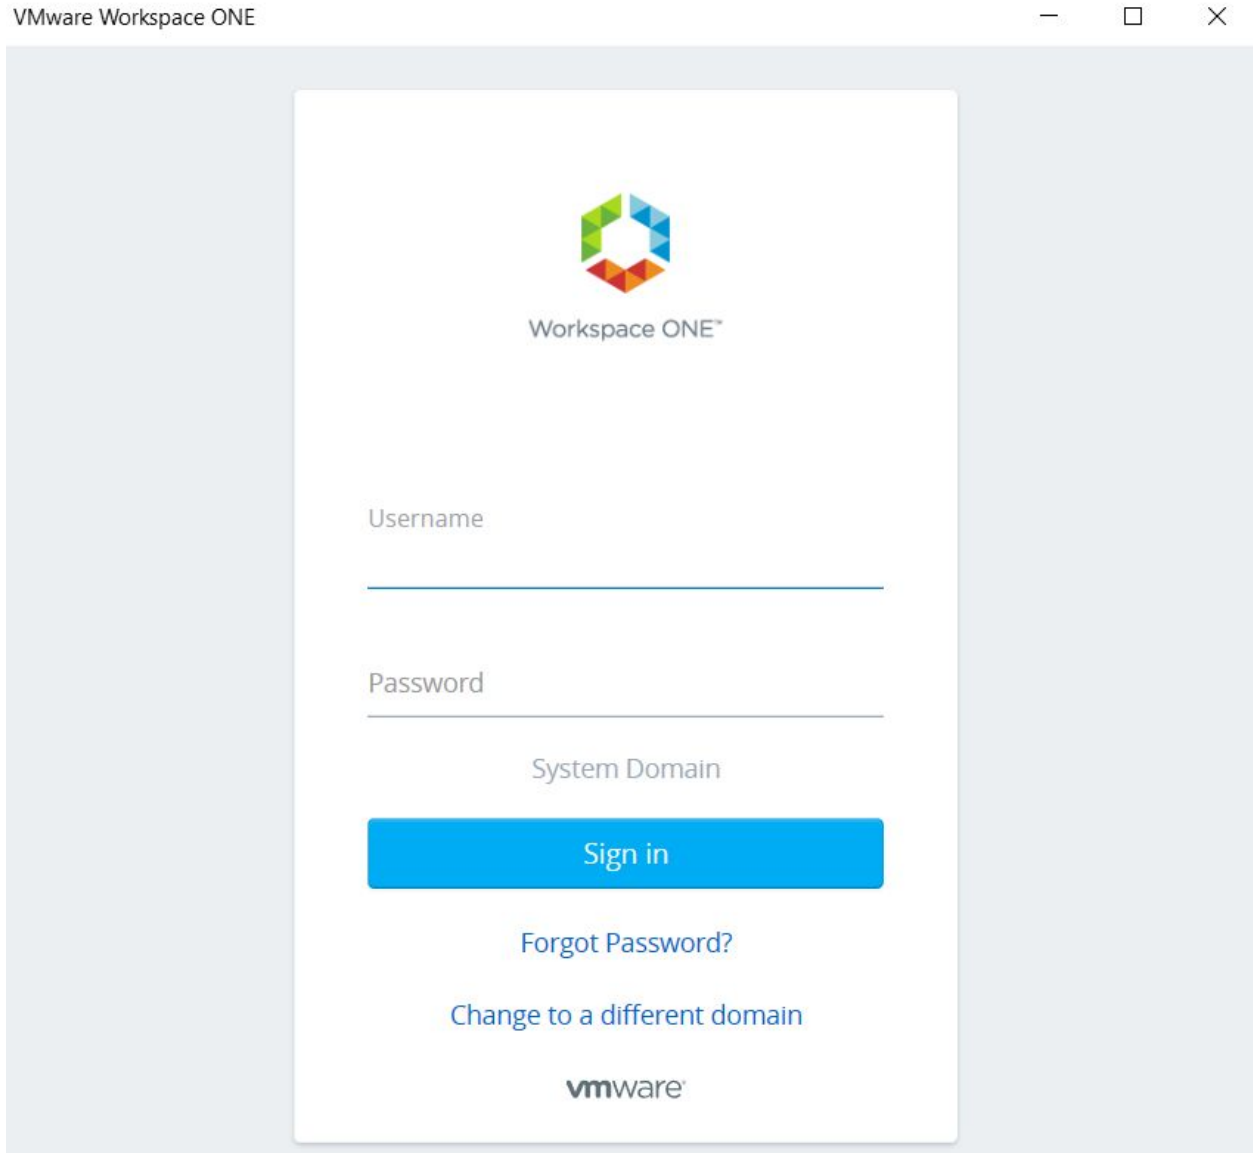 VMware Workspace ONE
Workspace ONE™
Username
Password
System Domain
Sign in
Forgot Password?
Change to a different domain
vmware®